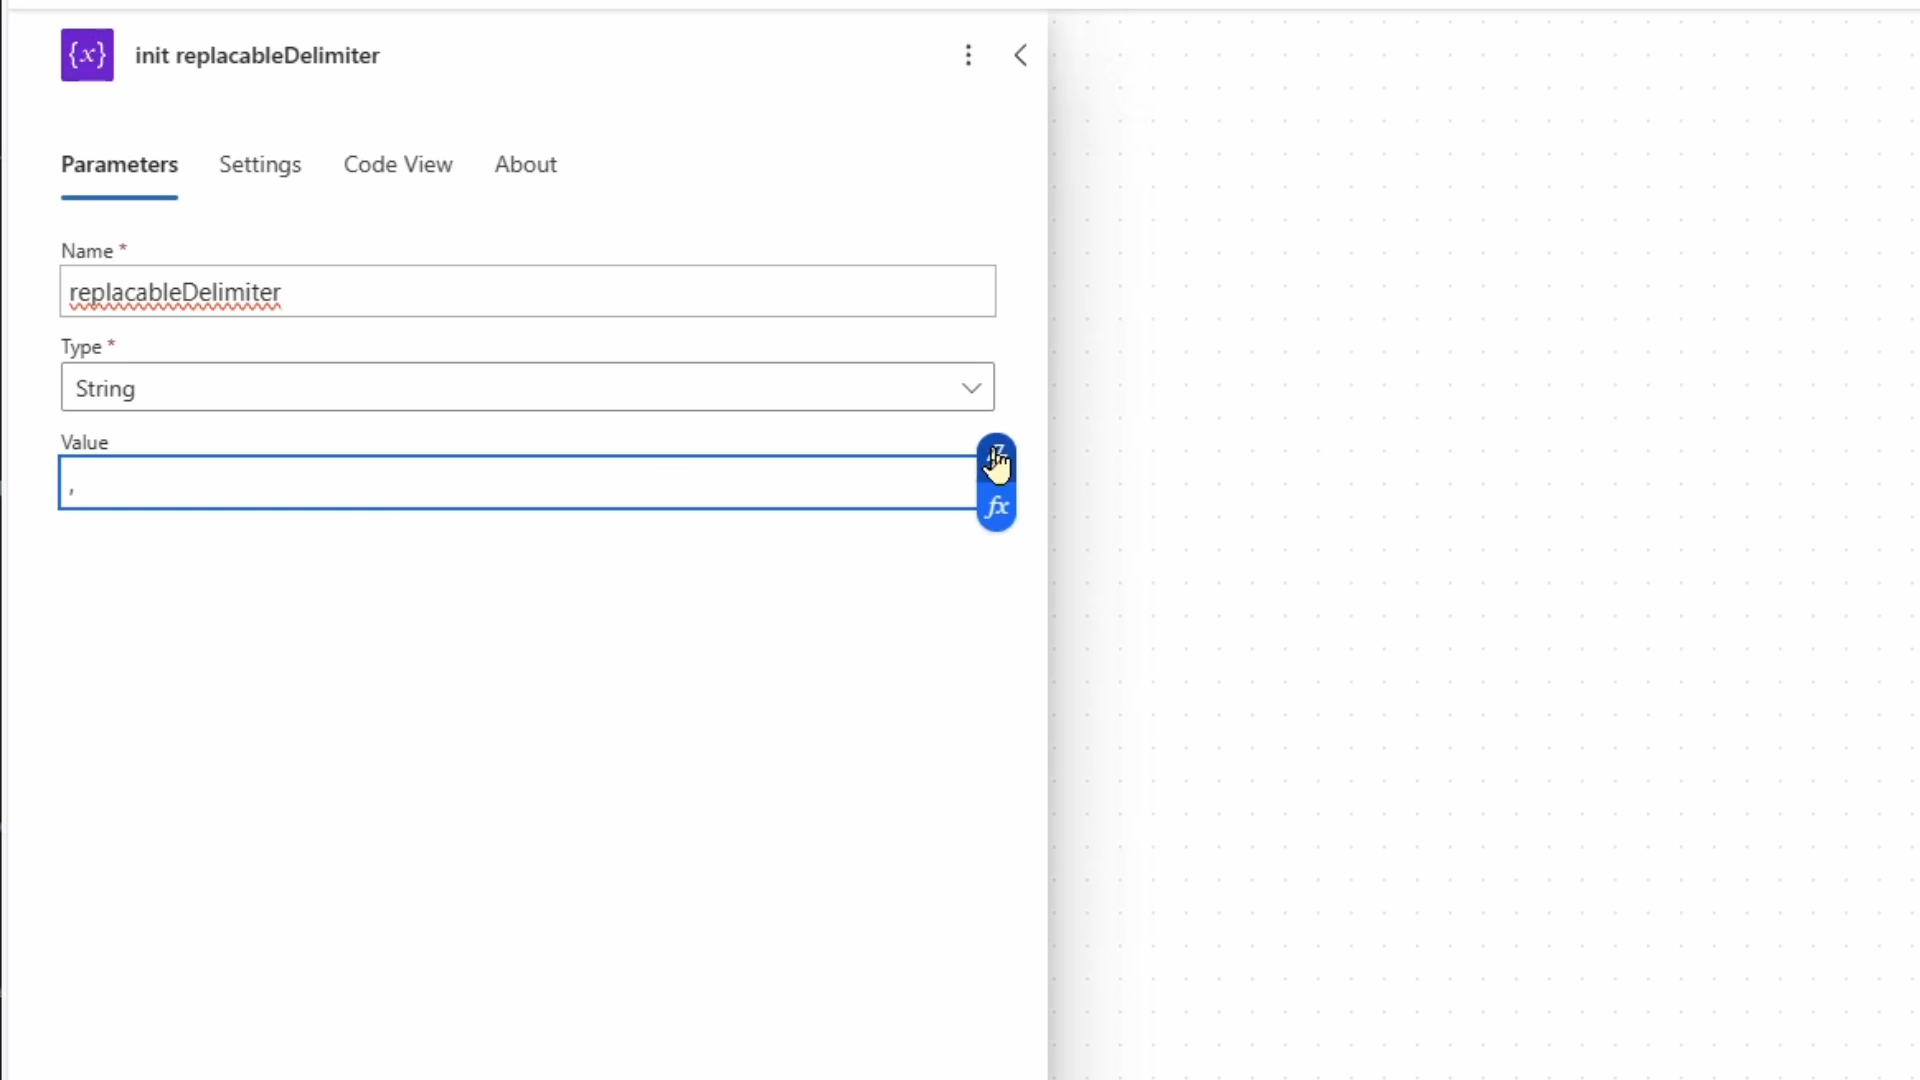 {x} init replacableDelimiter
Parameters Settings Code View About
Name *
replacableDelimiter
Type *
String
Value
,
fx